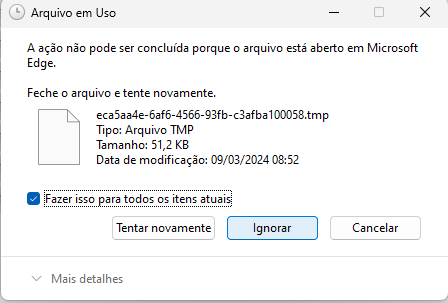 Arquivo em Uso
A ação não pode ser concluída porque o arquivo está aberto em Microsoft
Edge.
Feche o arquivo e tente novamente.
eca5aa4e-6af6-4566-93fb-c3afba100058.tmp
Tipo: Arquivo TMP
Tamanho: 51,2 KB
Data de modificação: 09/03/2024 08:52
Fazer isso para todos os itens atuais
Tentar novamente
Ignorar
Cancelar
Mais detalhes